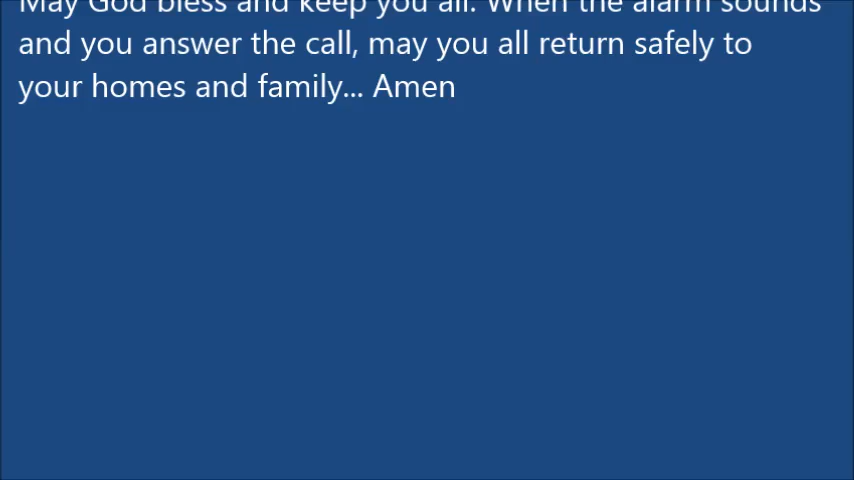 May God bless and keep you all. When the alarm sounds
and you answer the call, may you all return safely to
your homes and family... Amen